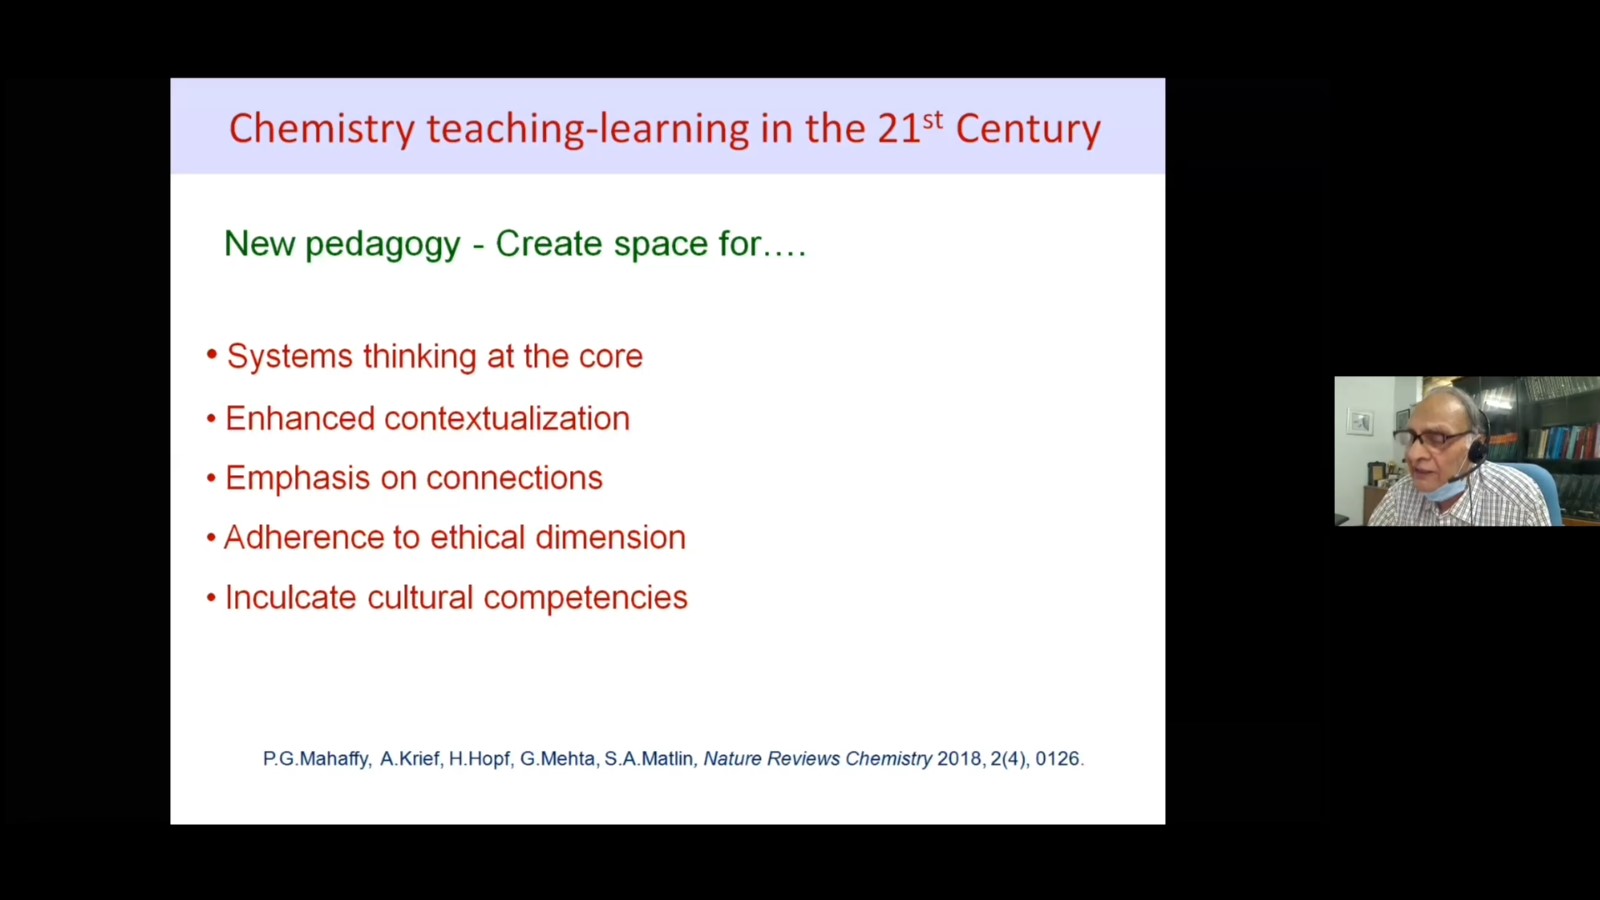 Chemistry teaching-learning in the 21st Century
New pedagogy - Create space for....
• Systems thinking at the core
• Enhanced contextualization
• Emphasis on connections
• Adherence to ethical dimension
• Inculcate cultural competencies
P.G.Mahaffy, A.Krief, H.Hopf, G.Mehta, S.A.Matlin, Nature Reviews Chemistry 2018, 2(4), 0126.